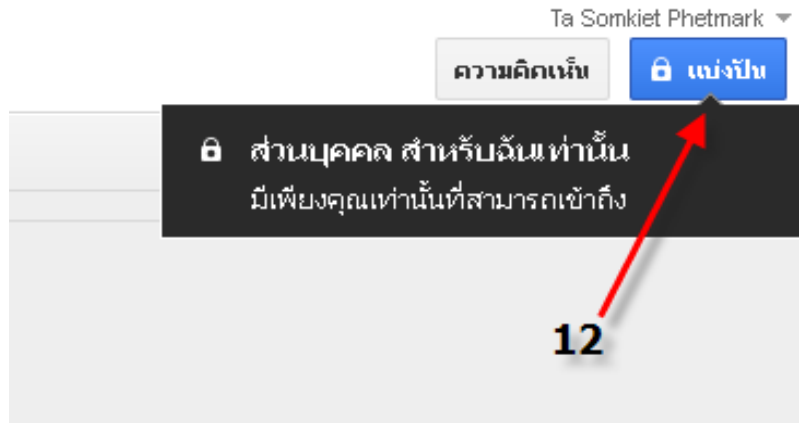 Ta Somkiet Phetmark
ความคิดเห็น
แบ่งปัน
ส่วนบุคคล สำหรับฉันเท่านั้น
มีเพียงคุณเท่านั้นที่สามารถเข้าถึง
12